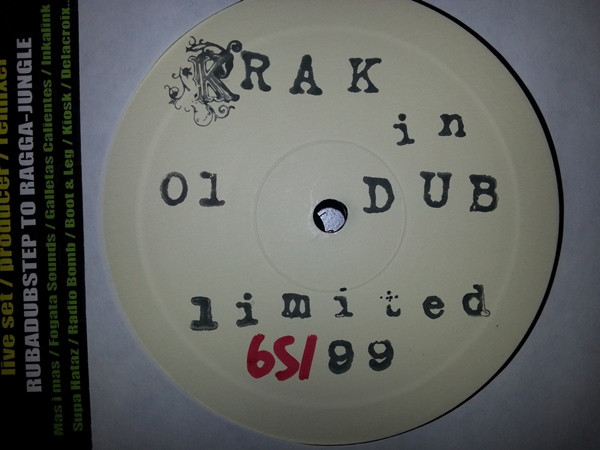 live set / producer / remixer
RUBADUBSTEP TO RAGGA-JUNGLE
Mas i mas / Fogata Sounds / Galletas Calientes / Inkalink
Supa Hataz / Radio Bomb / Boot & Leg / Kiosk / Delacroix...
KRAK
in
01 DUB
limited
65/99